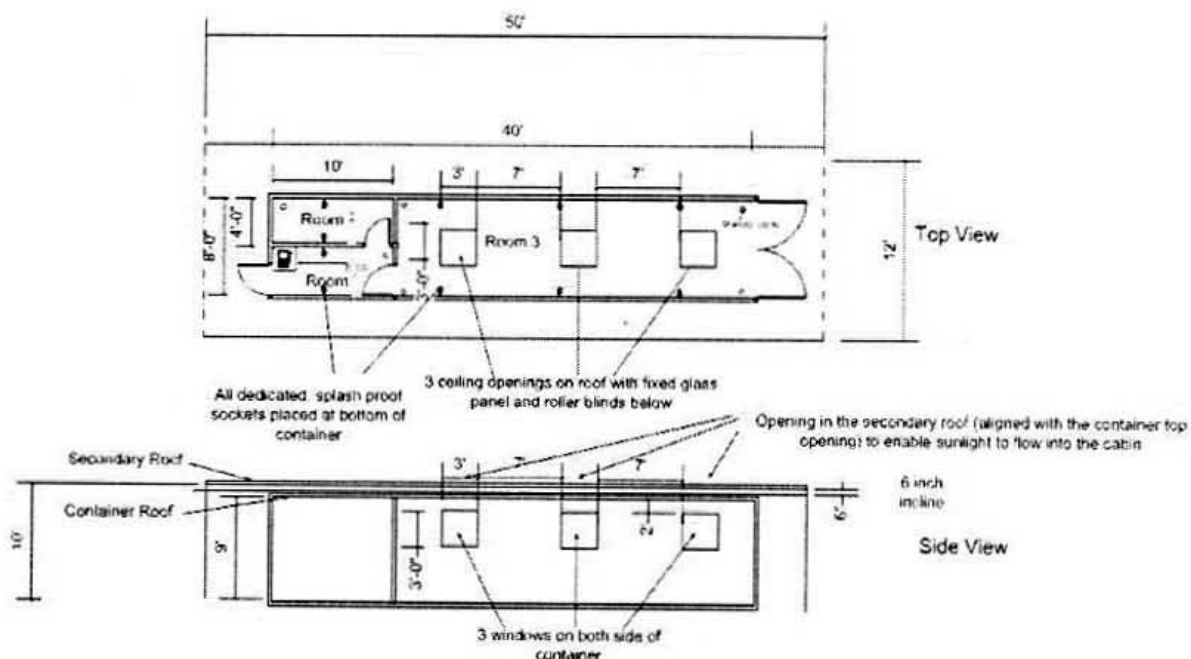 50'
40'
10'
3'
7'
7'
Room
4'-0"
8'-0"
Room 3
Room
3'-0"
Top View
12'
All dedicated, splash proof
sockets placed at bottom of
container
3 ceiling openings on roof with fixed glass
panel and roller blinds below
Opening in the secondary roof (aligned with the container top
opening) to enable sunlight to flow into the cabin
Secondary Roof
3'
7'
7'
6 inch
incline
6"
Container Roof
10'
9'
3'-0"
2'
Side View
3 windows on both side of
container